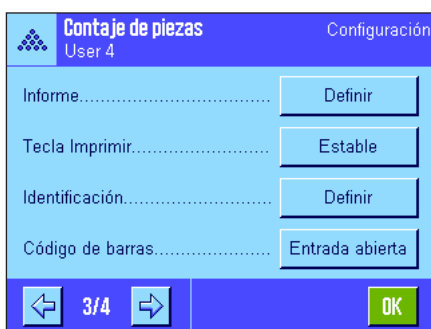 Contaje de piezas Configuración
User 4
Informe.................................. Definir
Tecla Imprimir........................ Estable
Identificación.......................... Definir
Código de barras.................... Entrada abierta
3/4 OK